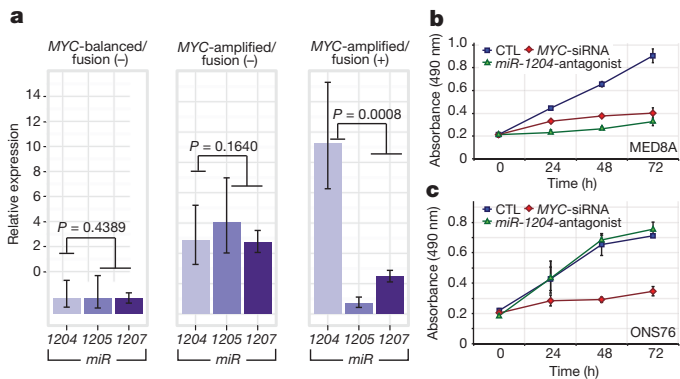 a
MYC-balanced/
fusion (–)
MYC-amplified/
fusion (–)
MYC-amplified/
fusion (+)
Relative expression
14
12
10
8
6
4
2
0
P = 0.4389
P = 0.1640
P = 0.0008
1204 1205 1207
miR
1204 1205 1207
miR
1204 1205 1207
miR
b
CTL MYC-siRNA
miR-1204-antagonist
Absorbance (490 nm)
1.0
0.8
0.6
0.4
0.2
0 24 48 72
Time (h)
MED8A
c
CTL MYC-siRNA
miR-1204-antagonist
Absorbance (490 nm)
0.8
0.6
0.4
0.2
0
0 24 48 72
Time (h)
ONS76